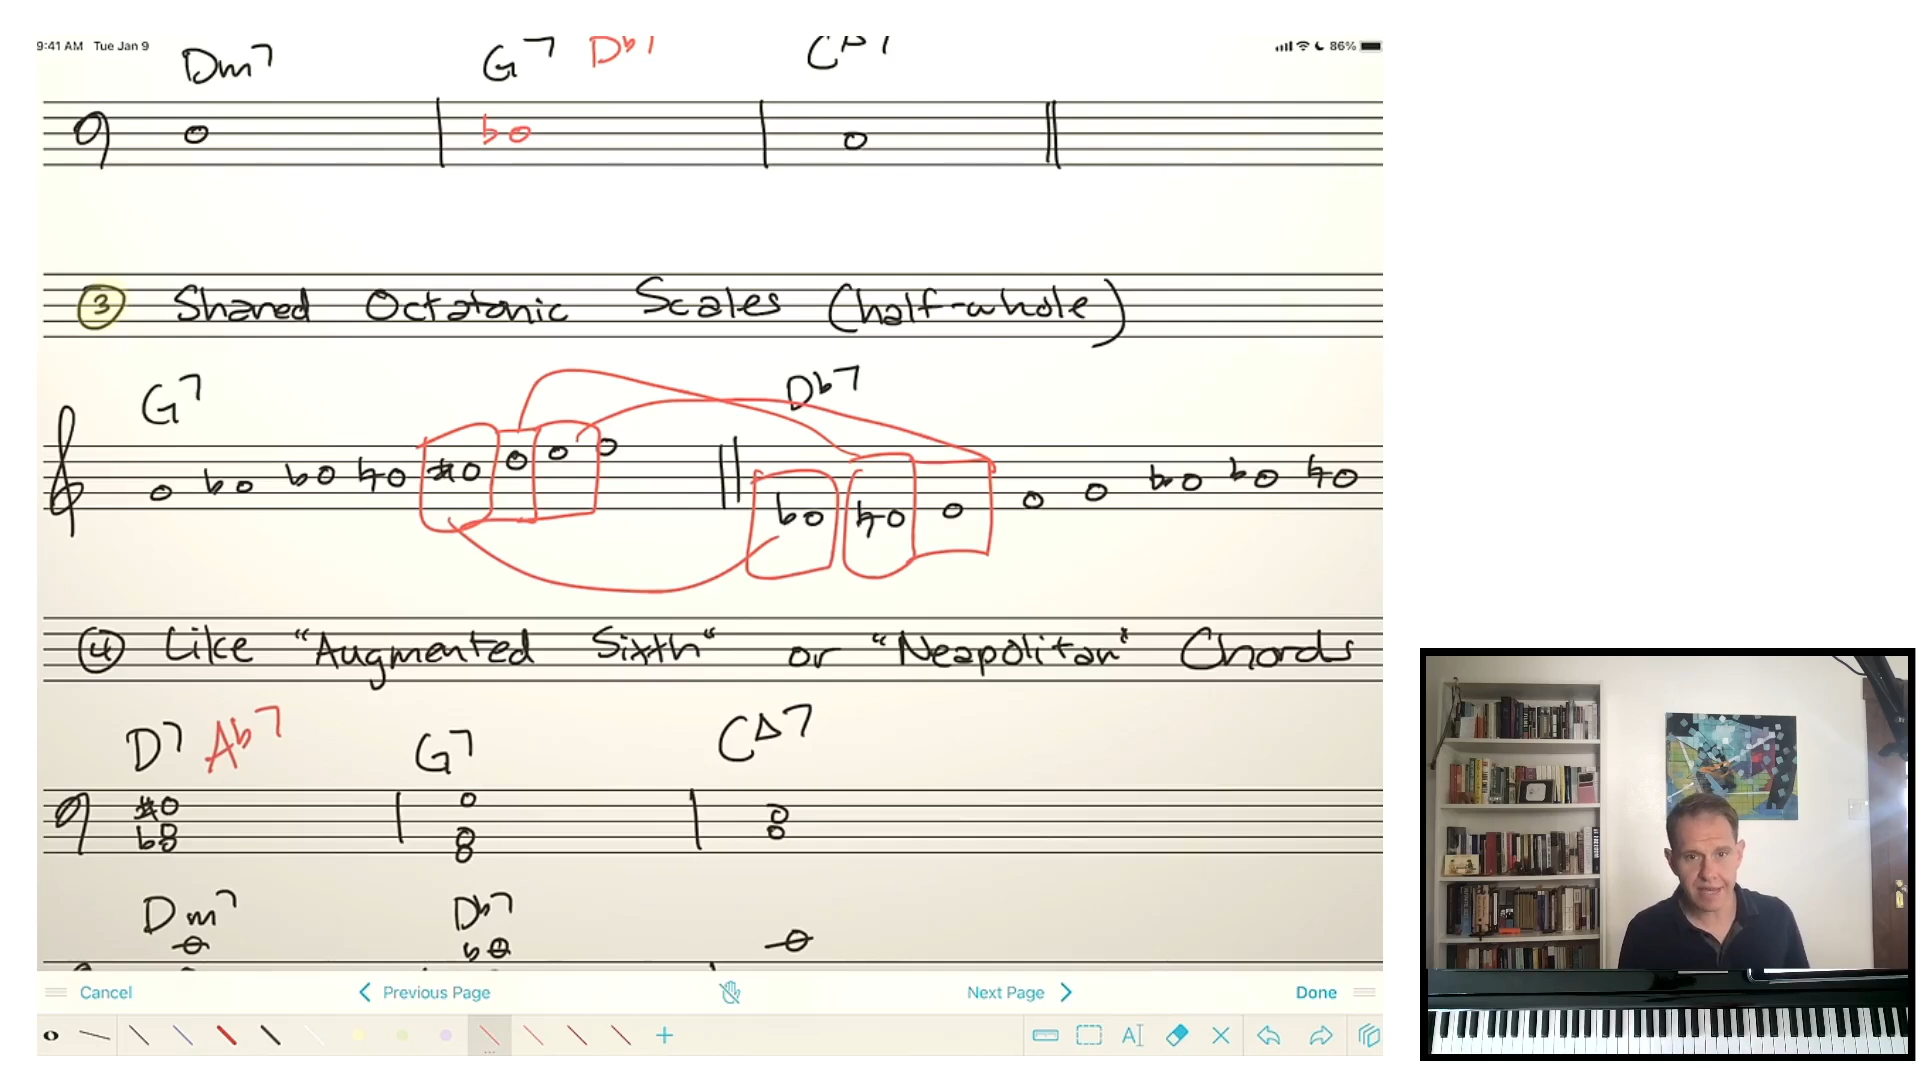 9:41 AM Tue Jan 9 86%
Dm7 G7 Db7 C
③ Shared Octatonic Scales (half-whole)
G7 Db7
④ Like "Augmented Sixth" or "Neapolitan" Chords
D7 Ab7 G7 CΔ7
Dm7 Db7
Cancel Previous Page Next Page Done